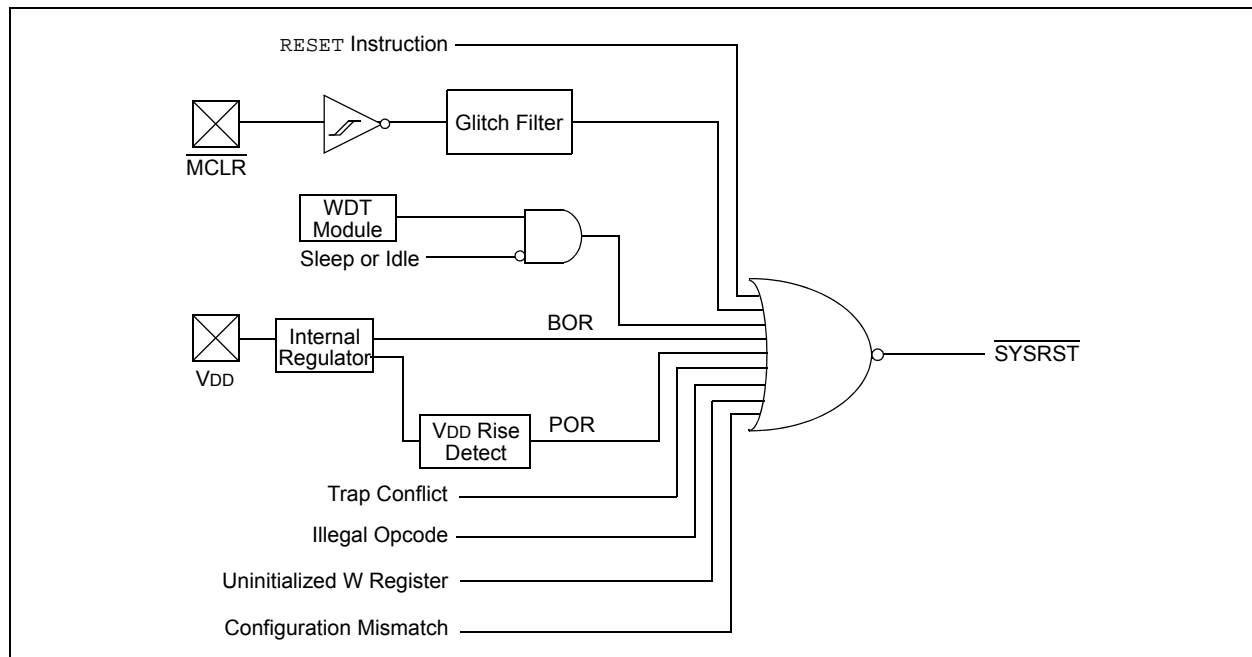 RESET Instruction
Glitch Filter
MCLR
WDT
Module
Sleep or Idle
BOR
Internal
Regulator
VDD
SYSRST
POR
VDD Rise
Detect
Trap Conflict
Illegal Opcode
Uninitialized W Register
Configuration Mismatch